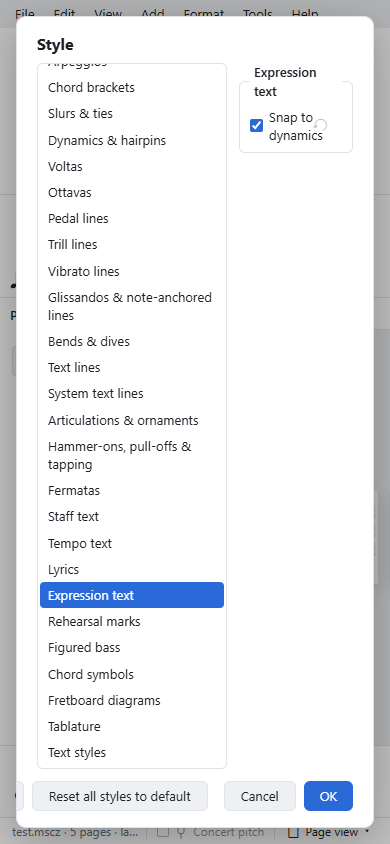 File Edit View Add Format Tools Help
Style
Arpeggios
Chord brackets
Slurs & ties
Dynamics & hairpins
Voltas
Ottavas
Pedal lines
Trill lines
Vibrato lines
Glissandos & note-anchored
lines
Bends & dives
Text lines
System text lines
Articulations & ornaments
Hammer-ons, pull-offs &
tapping
Fermatas
Staff text
Tempo text
Lyrics
Expression text
Rehearsal marks
Figured bass
Chord symbols
Fretboard diagrams
Tablature
Text styles
Expression
text
Snap to
dynamics
Reset all styles to default
Cancel
OK
test.mscz · 5 pages · la...
Concert pitch
Page view